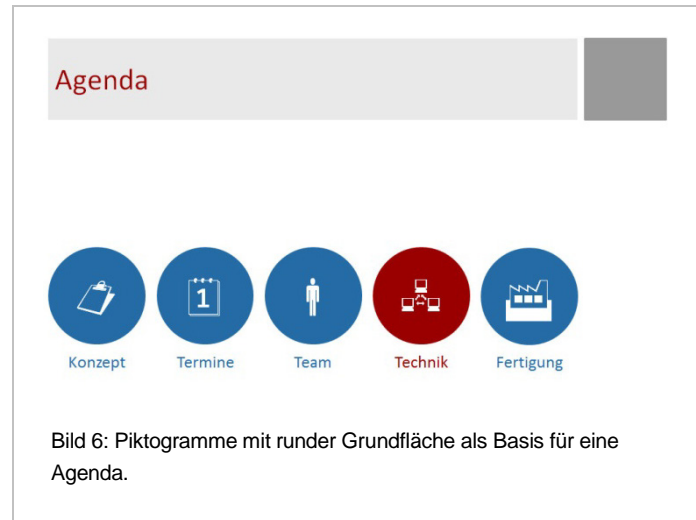 Agenda
1
Konzept Termine Team Technik Fertigung
Bild 6: Piktogramme mit runder Grundfläche als Basis für eine
Agenda.